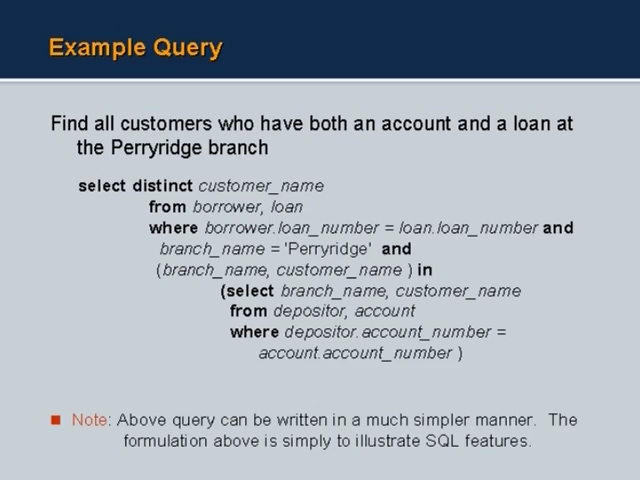 Example Query
Find all customers who have both an account and a loan at
the Perryridge branch
select distinct customer_name
from borrower, loan
where borrower.loan_number = loan.loan_number and
branch_name = 'Perryridge' and
(branch_name, customer_name ) in
(select branch_name, customer_name
from depositor, account
where depositor.account_number =
account.account_number )
Note: Above query can be written in a much simpler manner. The
formulation above is simply to illustrate SQL features.